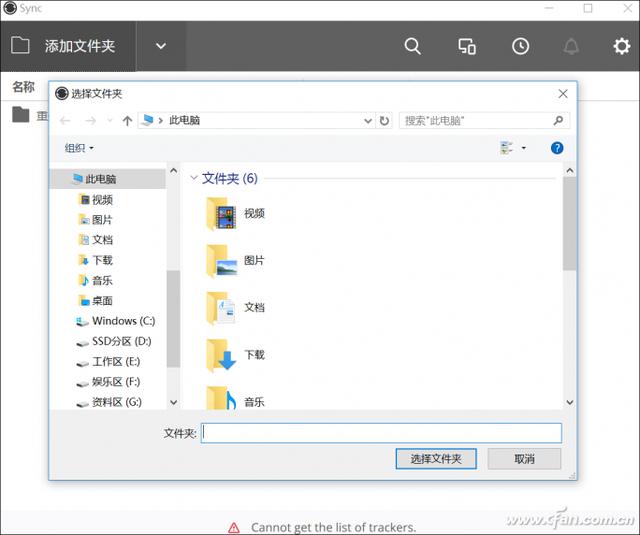 Sync
添加文件夹
名称
重
选择文件夹
此电脑
搜索"此电脑"
组织
此电脑
视频
图片
文档
下载
音乐
桌面
Windows (C:)
SSD分区 (D:)
工作区 (E:)
娱乐区 (F:)
资料区 (G:)
文件夹 (6)
视频
图片
文档
下载
音乐
文件夹:
选择文件夹
取消
Cannot get the list of trackers.
www.cfan.com.cn